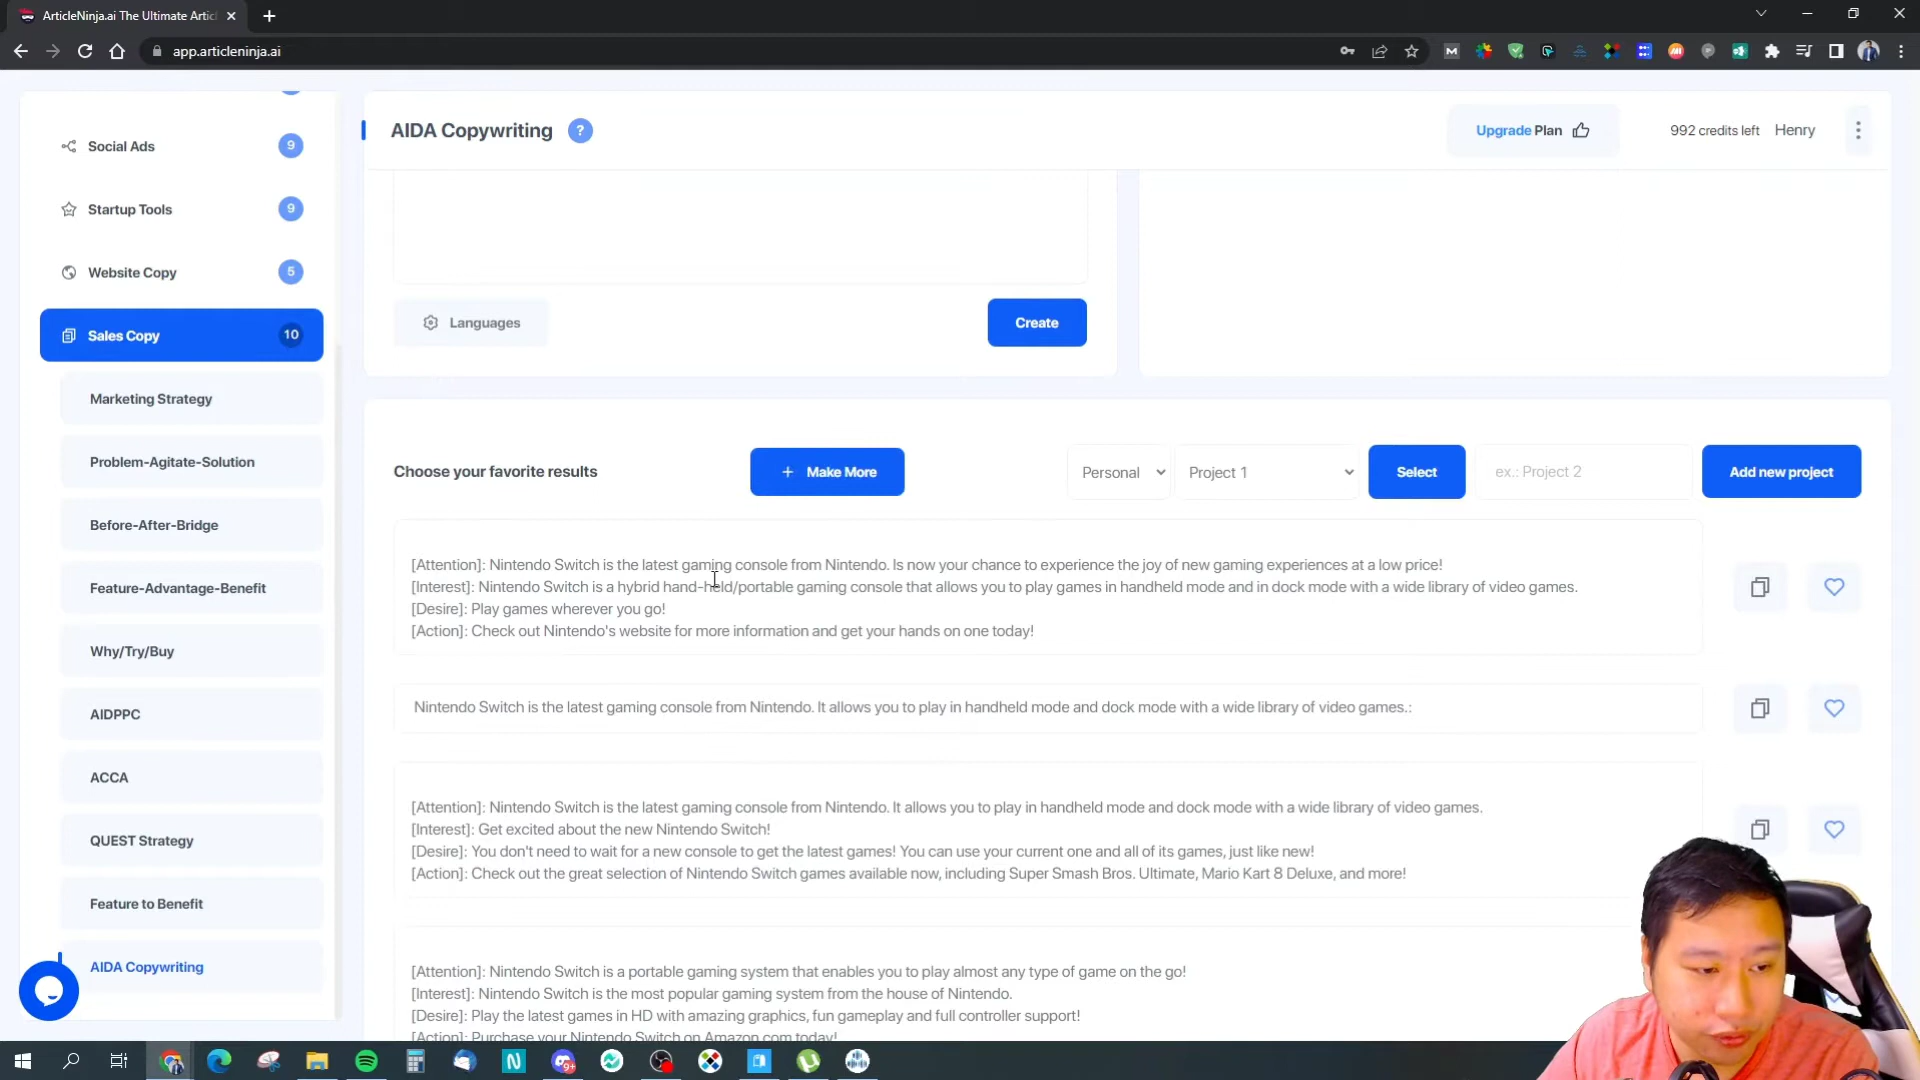 ArticleNinja.ai The Ultimate Artic
app.articleninja.ai
Social Ads 9
Startup Tools 9
Website Copy 5
Sales Copy 10
Marketing Strategy
Problem-Agitate-Solution
Before-After-Bridge
Feature-Advantage-Benefit
Why/Try/Buy
AIDPPC
ACCA
QUEST Strategy
Feature to Benefit
AIDA Copywriting
AIDA Copywriting ?
Upgrade Plan
992 credits left Henry
Languages
Create
Choose your favorite results
+ Make More
Personal
Project 1
Select
ex.: Project 2
Add new project
[Attention]: Nintendo Switch is the latest gaming console from Nintendo. Is now your chance to experience the joy of new gaming experiences at a low price!
[Interest]: Nintendo Switch is a hybrid hand-held/portable gaming console that allows you to play games in handheld mode and in dock mode with a wide library of video games.
[Desire]: Play games wherever you go!
[Action]: Check out Nintendo's website for more information and get your hands on one today!
Nintendo Switch is the latest gaming console from Nintendo. It allows you to play in handheld mode and dock mode with a wide library of video games.:
[Attention]: Nintendo Switch is the latest gaming console from Nintendo. It allows you to play in handheld mode and dock mode with a wide library of video games.
[Interest]: Get excited about the new Nintendo Switch!
[Desire]: You don't need to wait for a new console to get the latest games! You can use your current one and all of its games, just like new!
[Action]: Check out the great selection of Nintendo Switch games available now, including Super Smash Bros. Ultimate, Mario Kart 8 Deluxe, and more!
[Attention]: Nintendo Switch is a portable gaming system that enables you to play almost any type of game on the go!
[Interest]: Nintendo Switch is the most popular gaming system from the house of Nintendo.
[Desire]: Play the latest games in HD with amazing graphics, fun gameplay and full controller support!
[Action]: Purchase your Nintendo Switch on Amazon.com today!